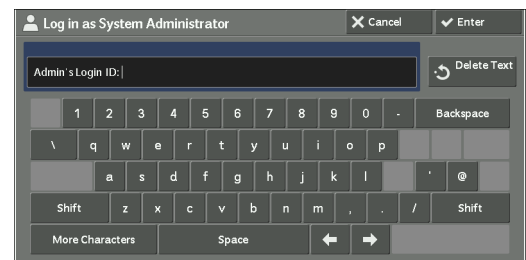 Log in as System Administrator
Cancel
Enter
Admin's Login ID:
Delete Text
1 2 3 4 5 6 7 8 9 0 - Backspace
\ q w e r t y u i o p
a s d f g h j k l ' @
Shift z x c v b n m , . / Shift
More Characters Space